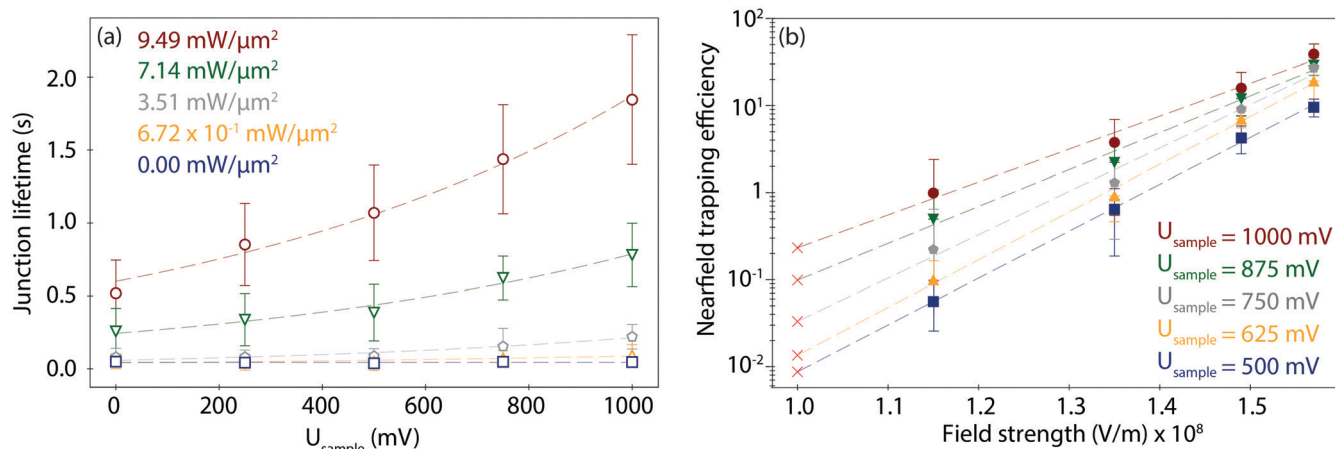 (a)
9.49 mW/μm²
7.14 mW/μm²
3.51 mW/μm²
6.72 x 10⁻¹ mW/μm²
0.00 mW/μm²
Junction lifetime (s)
2.0
1.5
1.0
0.5
0.0
0 200 400 600 800 1000
U_sample (mV)
(b)
Nearfield trapping efficiency
10²
10¹
1
10⁻¹
10⁻²
U_sample = 1000 mV
U_sample = 875 mV
U_sample = 750 mV
U_sample = 625 mV
U_sample = 500 mV
1.0 1.1 1.2 1.3 1.4 1.5
Field strength (V/m) x 10⁸